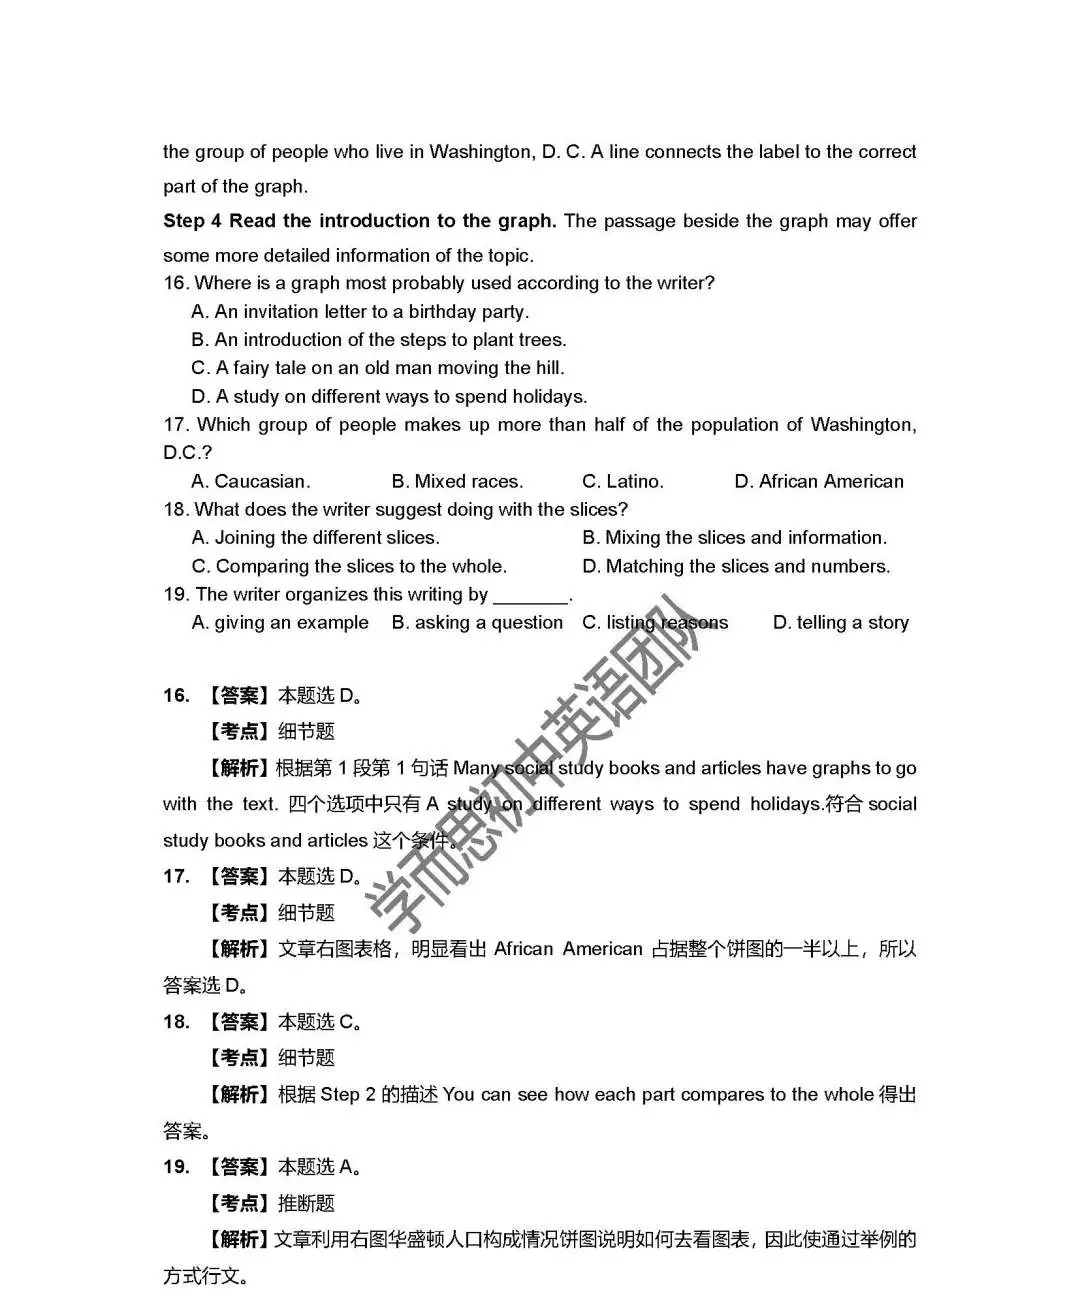 the group of people who live in Washington, D. C. A line connects the label to the correct
part of the graph.
Step 4 Read the introduction to the graph. The passage beside the graph may offer
some more detailed information of the topic.
16. Where is a graph most probably used according to the writer?
A. An invitation letter to a birthday party.
B. An introduction of the steps to plant trees.
C. A fairy tale on an old man moving the hill.
D. A study on different ways to spend holidays.
17. Which group of people makes up more than half of the population of Washington,
D.C.?
A. Caucasian. B. Mixed races. C. Latino. D. African American
18. What does the writer suggest doing with the slices?
A. Joining the different slices. B. Mixing the slices and information.
C. Comparing the slices to the whole. D. Matching the slices and numbers.
19. The writer organizes this writing by _______.
A. giving an example B. asking a question C. listing reasons D. telling a story
16. 【答案】本题选 D。
【考点】细节题
【解析】根据第 1 段第 1 句话 Many social study books and articles have graphs to go
with the text. 四个选项中只有 A study on different ways to spend holidays.符合 social
study books and articles 这个条件。
17. 【答案】本题选 D。
【考点】细节题
【解析】文章右图表格，明显看出 African American 占据整个饼图的一半以上，所以
答案选 D。
18. 【答案】本题选 C。
【考点】细节题
【解析】根据 Step 2 的描述 You can see how each part compares to the whole 得出
答案。
19. 【答案】本题选 A。
【考点】推断题
【解析】文章利用右图华盛顿人口构成情况饼图说明如何去看图表，因此使通过举例的
方式行文。
学而思初中英语团队